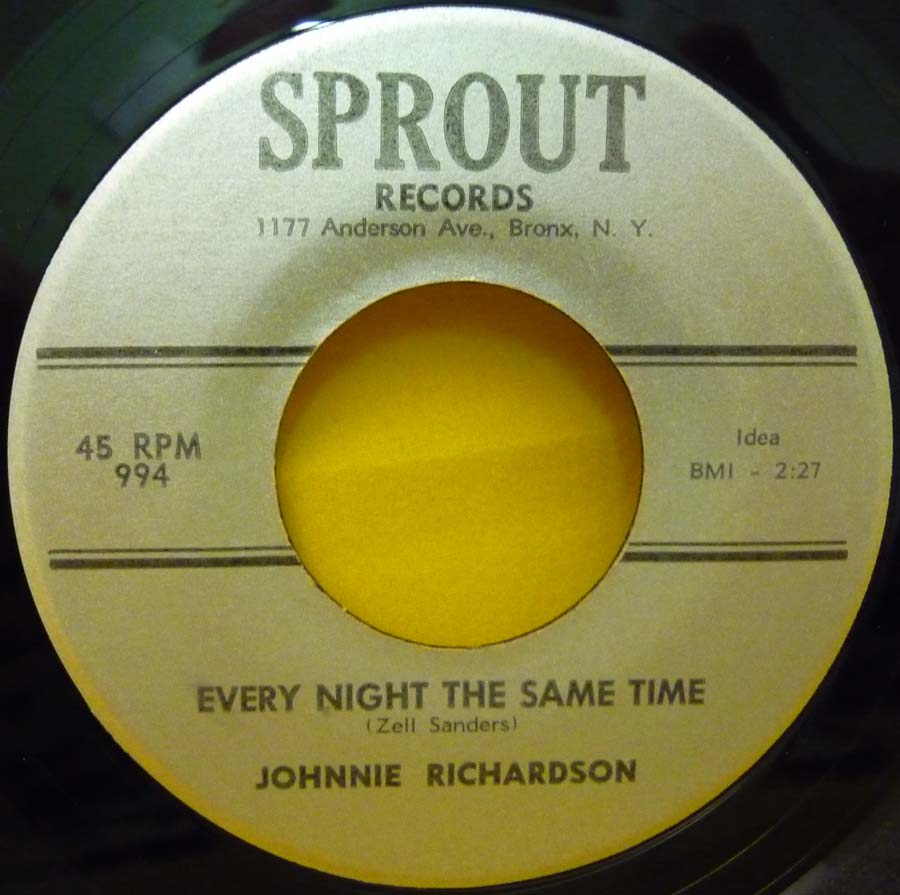 SPROUT
RECORDS
1177 Anderson Ave., Bronx, N. Y.
45 RPM
994
Idea
BMI - 2:27
EVERY NIGHT THE SAME TIME
(Zell Sanders)
JOHNNIE RICHARDSON